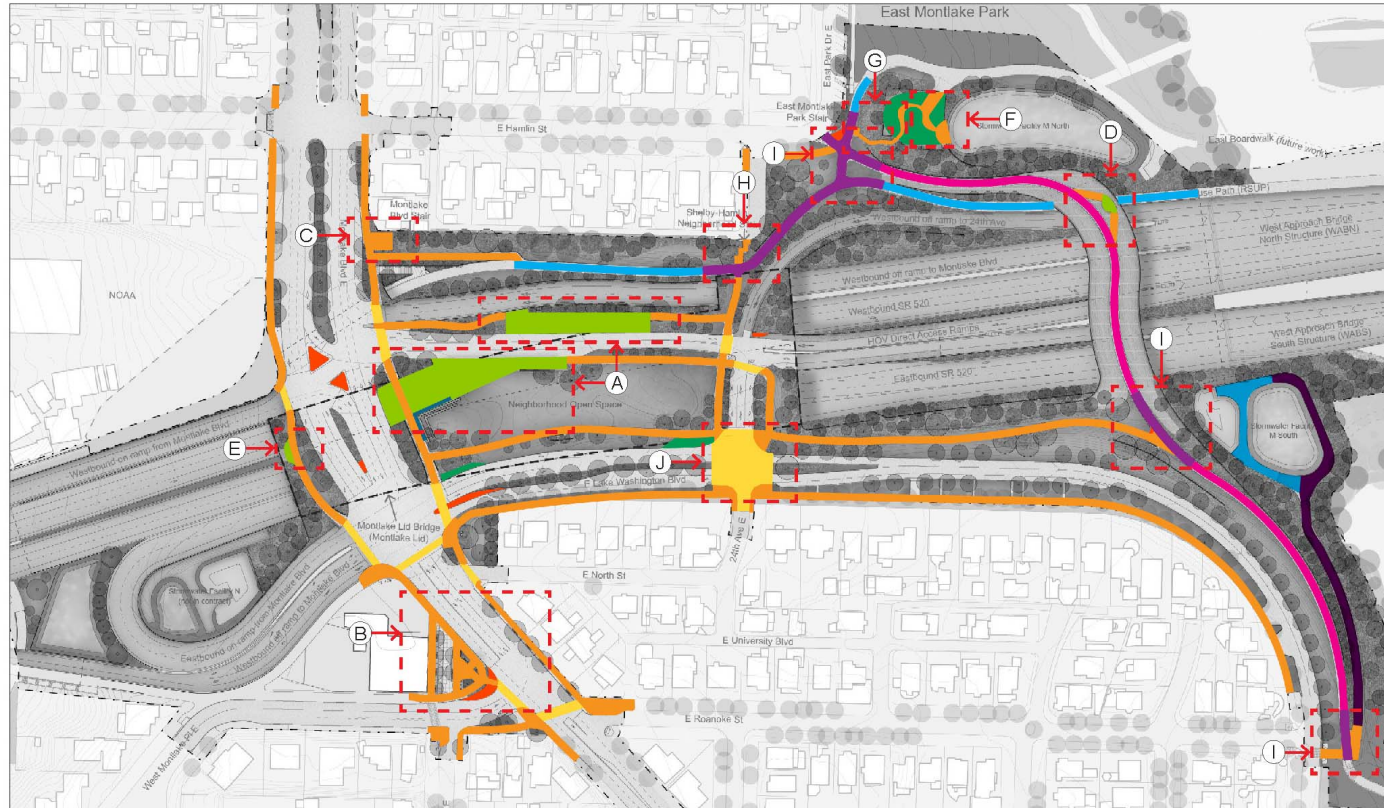 East Montlake Park
East Park Dr E
G
East Montlake
Park Stair
F
Stormwater Facility M North
D
E Hamlin St
I
East Boardwalk (future work)
H
use Path (RSUP)
Montlake
Blvd Stair
Shelby-Ham
C
Westbound on ramp to 24th Ave
West Approach Bridge
North Structure (WABN)
NOAA
Westbound on ramp to Montlake Blvd
Westbound SR 520
HOV Direct Access Ramps
West Approach Bridge
South Structure (WABS)
Eastbound SR 520
I
A
Neighborhood Open Space
Stormwater Facility
M South
E
Westbound on ramp from Montlake Blvd
J
E Lake Washington Blvd
Montlake Lid Bridge
(Montlake Lid)
24th Ave E
E North St
Stormwater Facility N
Eastbound on ramp from Montlake Blvd
Westbound off ramp to Montlake Blvd
B
E University Blvd
E Roanoke St
West Montlake Pl E
I